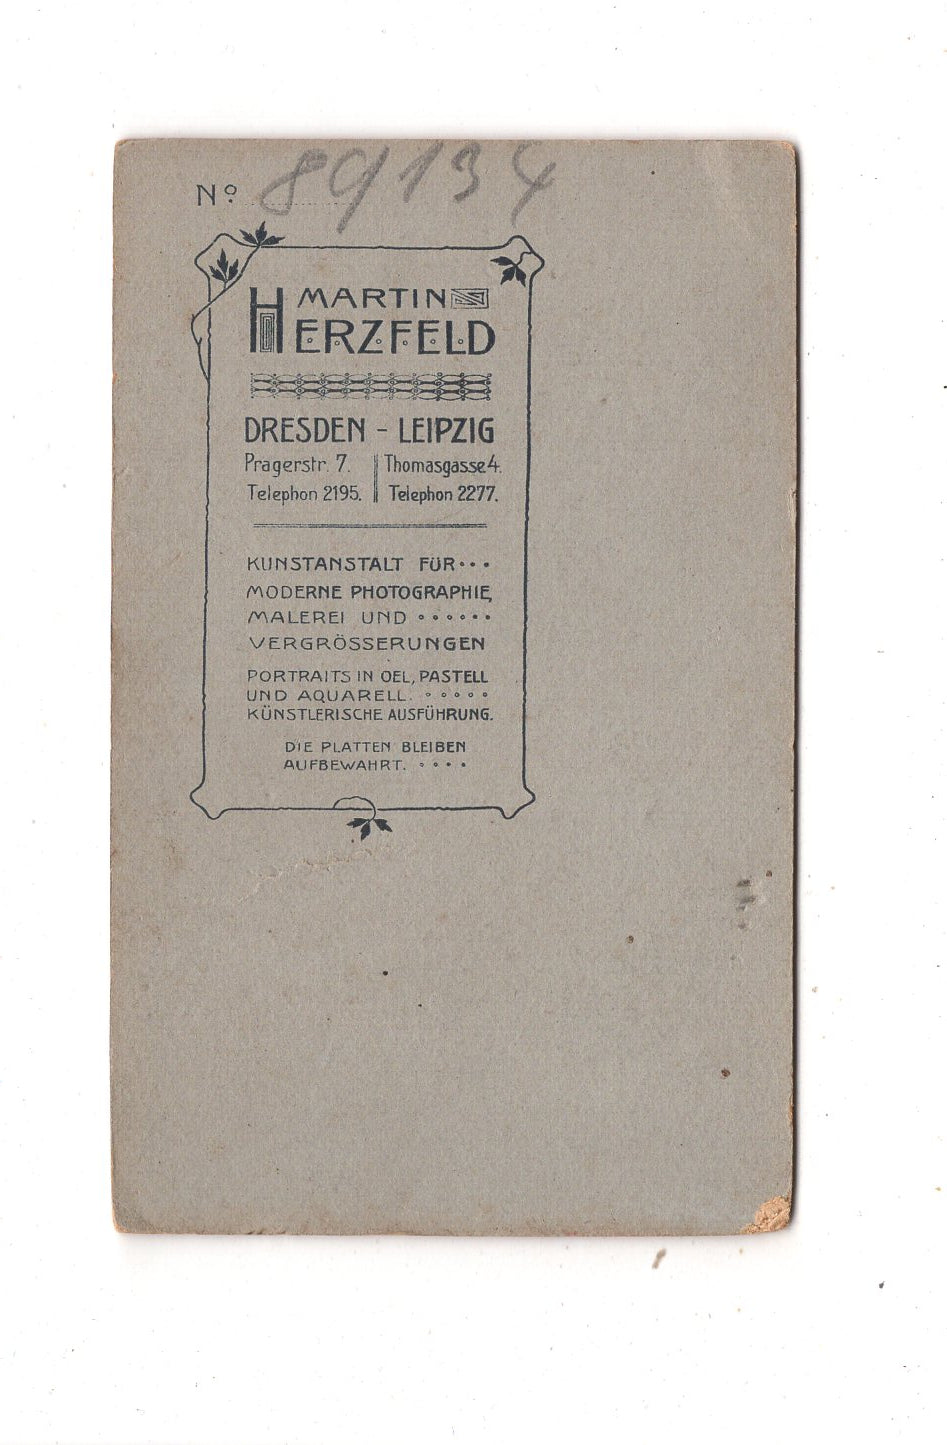 Nº 89134
MARTIN
HERZFELD
DRESDEN - LEIPZIG
Pragerstr. 7. Thomasgasse 4.
Telephon 2195. Telephon 2277.
KUNSTANSTALT FÜR • • •
MODERNE PHOTOGRAPHIE,
MALEREI UND • • • • • •
VERGRÖSSERUNGEN
PORTRAITS IN OEL, PASTELL
UND AQUARELL. • • • • •
KÜNSTLERISCHE AUSFÜHRUNG.
DIE PLATTEN BLEIBEN
AUFBEWAHRT. • • • •